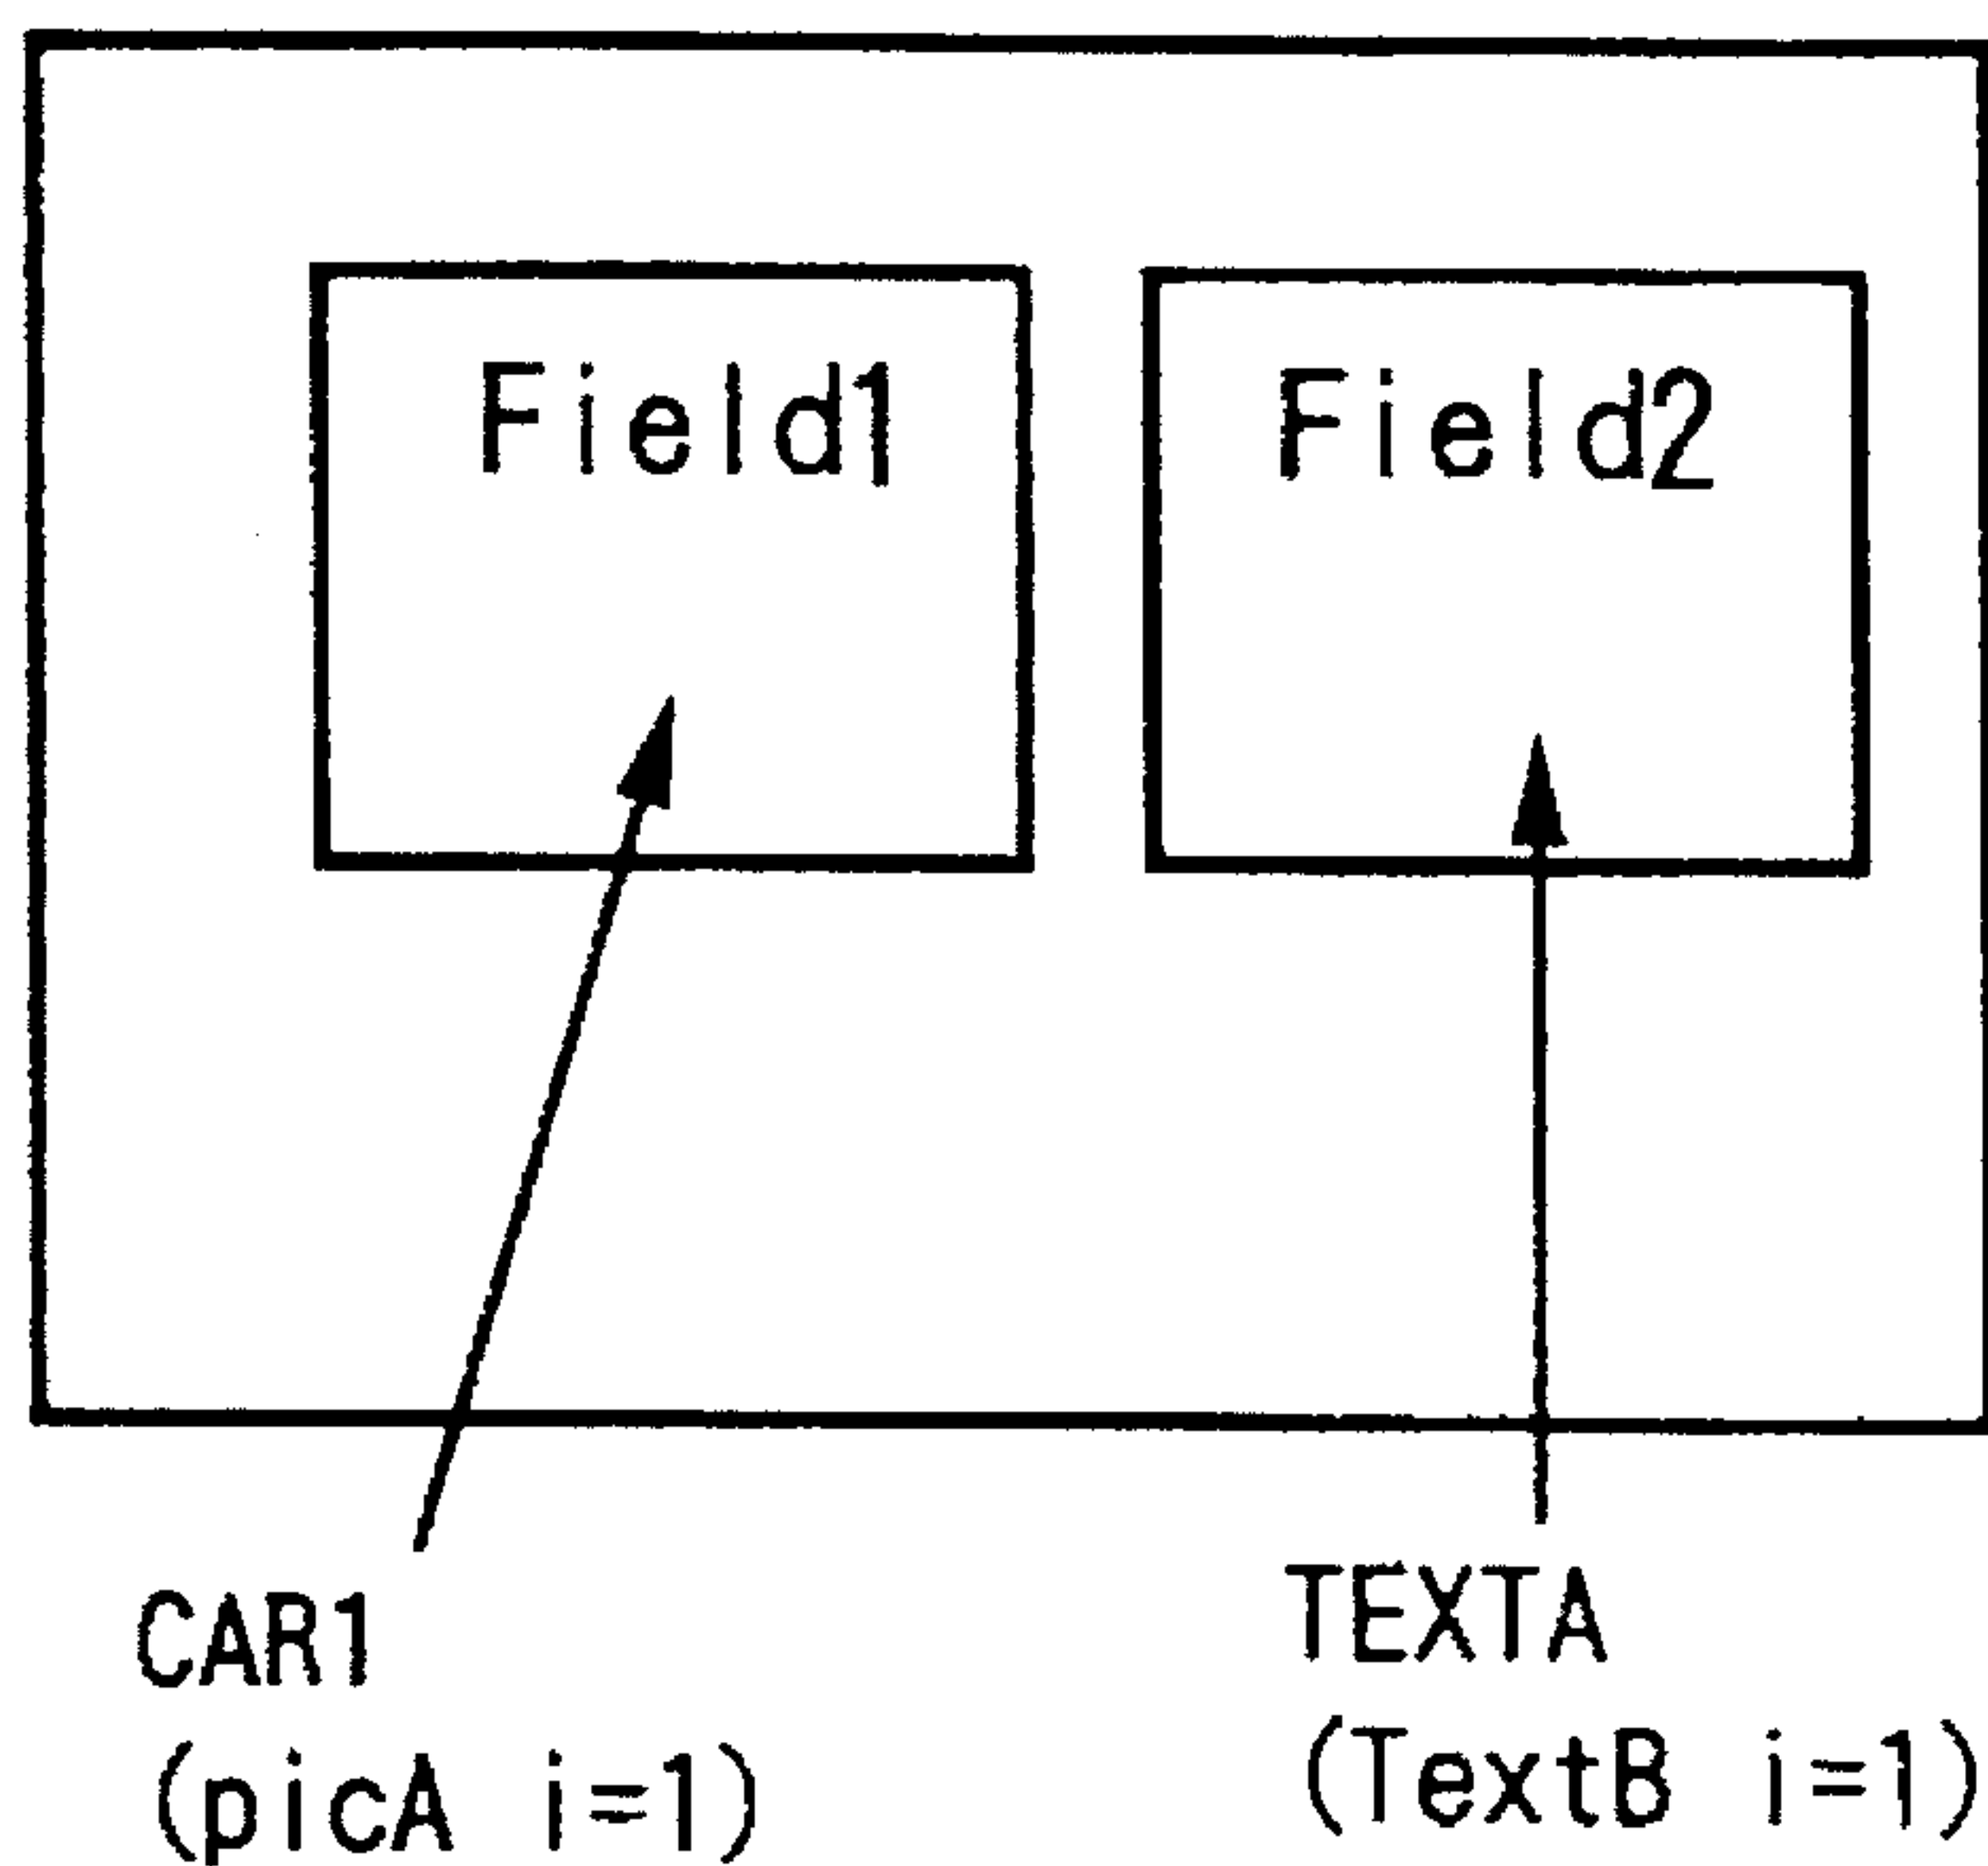 Field1
Field2
CAR1
(picA i=1)
TEXTA
(TextB i=1)